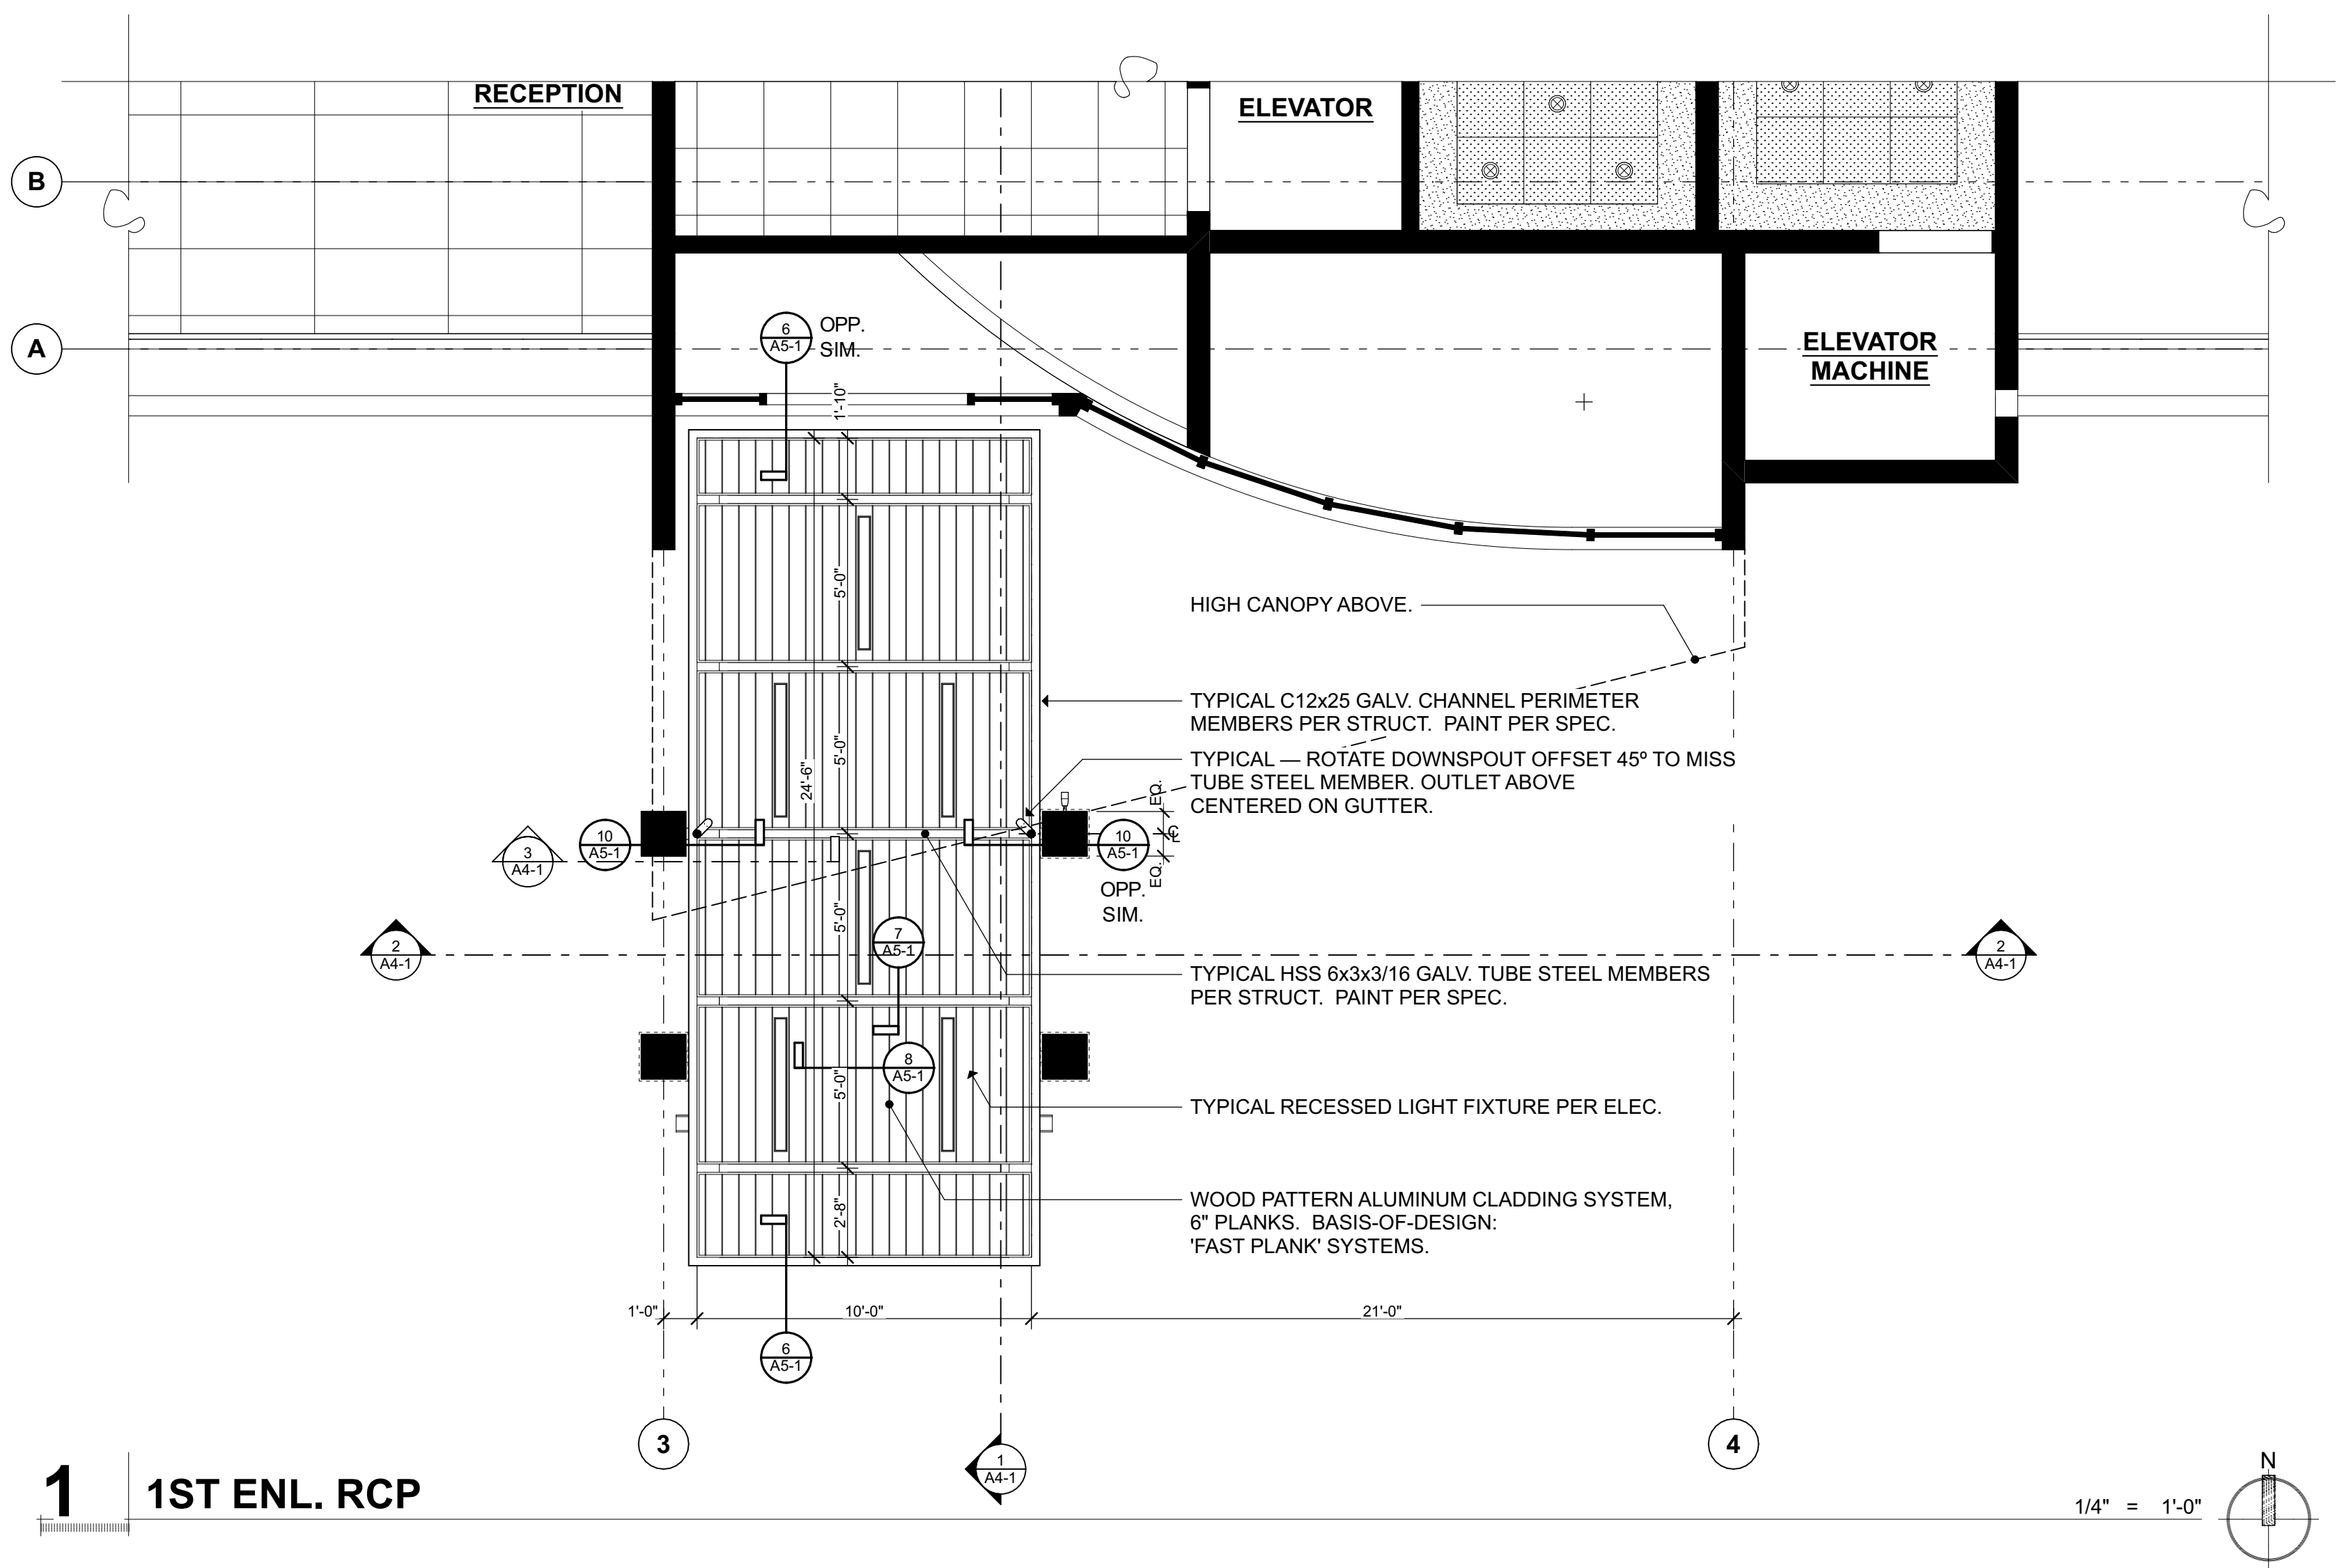 RECEPTION
ELEVATOR
B
A
6
A5-1
OPP.
SIM.
ELEVATOR
MACHINE
1'-10"
5'-0"
HIGH CANOPY ABOVE.
TYPICAL C12x25 GALV. CHANNEL PERIMETER
MEMBERS PER STRUCT.  PAINT PER SPEC.
5'-0"
24'-6"
TYPICAL — ROTATE DOWNSPOUT OFFSET 45º TO MISS
TUBE STEEL MEMBER. OUTLET ABOVE
CENTERED ON GUTTER.
EQ.
CL
EQ.
10
A5-1
10
A5-1
OPP.
SIM.
3
A4-1
5'-0"
7
A5-1
2
A4-1
2
A4-1
TYPICAL HSS 6x3x3/16 GALV. TUBE STEEL MEMBERS
PER STRUCT.  PAINT PER SPEC.
8
A5-1
5'-0"
TYPICAL RECESSED LIGHT FIXTURE PER ELEC.
2'-8"
WOOD PATTERN ALUMINUM CLADDING SYSTEM,
6" PLANKS.  BASIS-OF-DESIGN:
'FAST PLANK' SYSTEMS.
1'-0"
10'-0"
21'-0"
6
A5-1
3
4
1
A4-1
1
1ST ENL. RCP
1/4" = 1'-0"
N